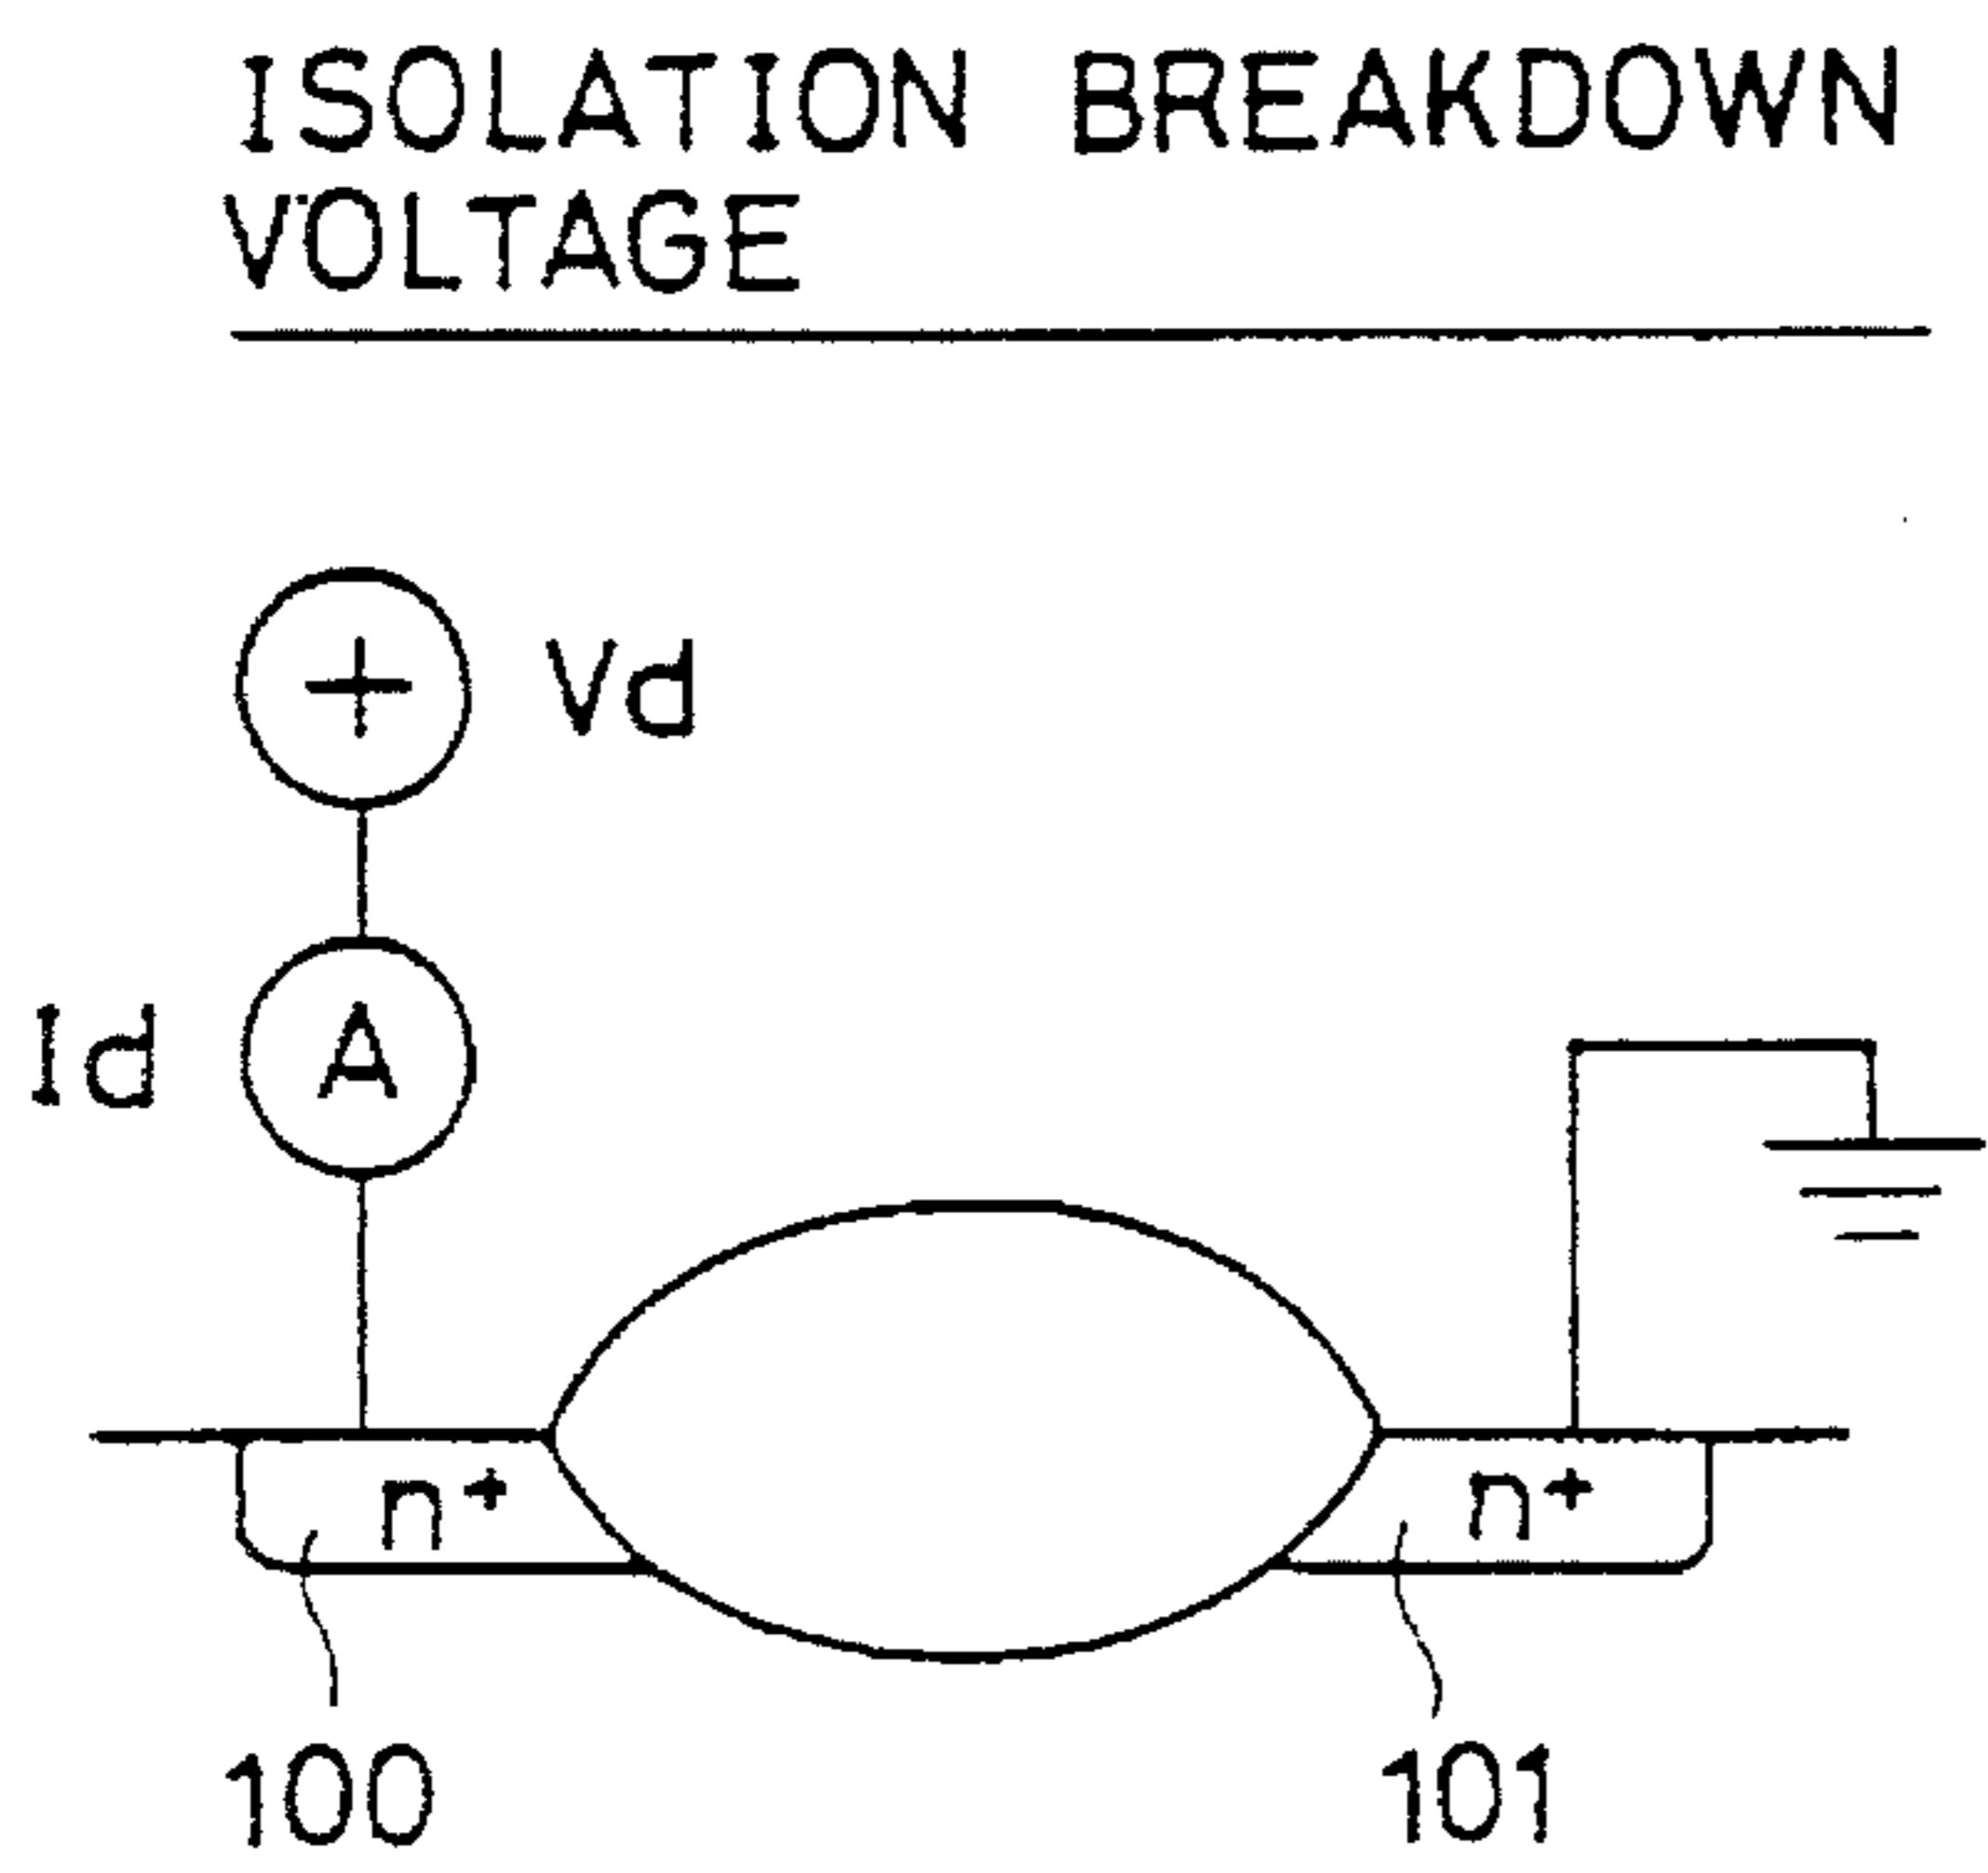 ISOLATION BREAKDOWN
VOLTAGE
+ Vd
Id A
n+ n+
100 101